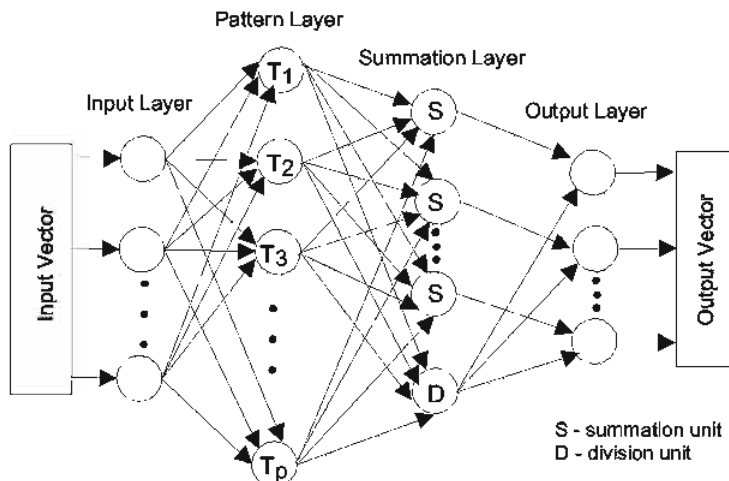 Pattern Layer
Summation Layer
Input Layer
Output Layer
Input Vector
T1
T2
T3
Tp
S
S
S
D
Output Vector
S - summation unit
D - division unit